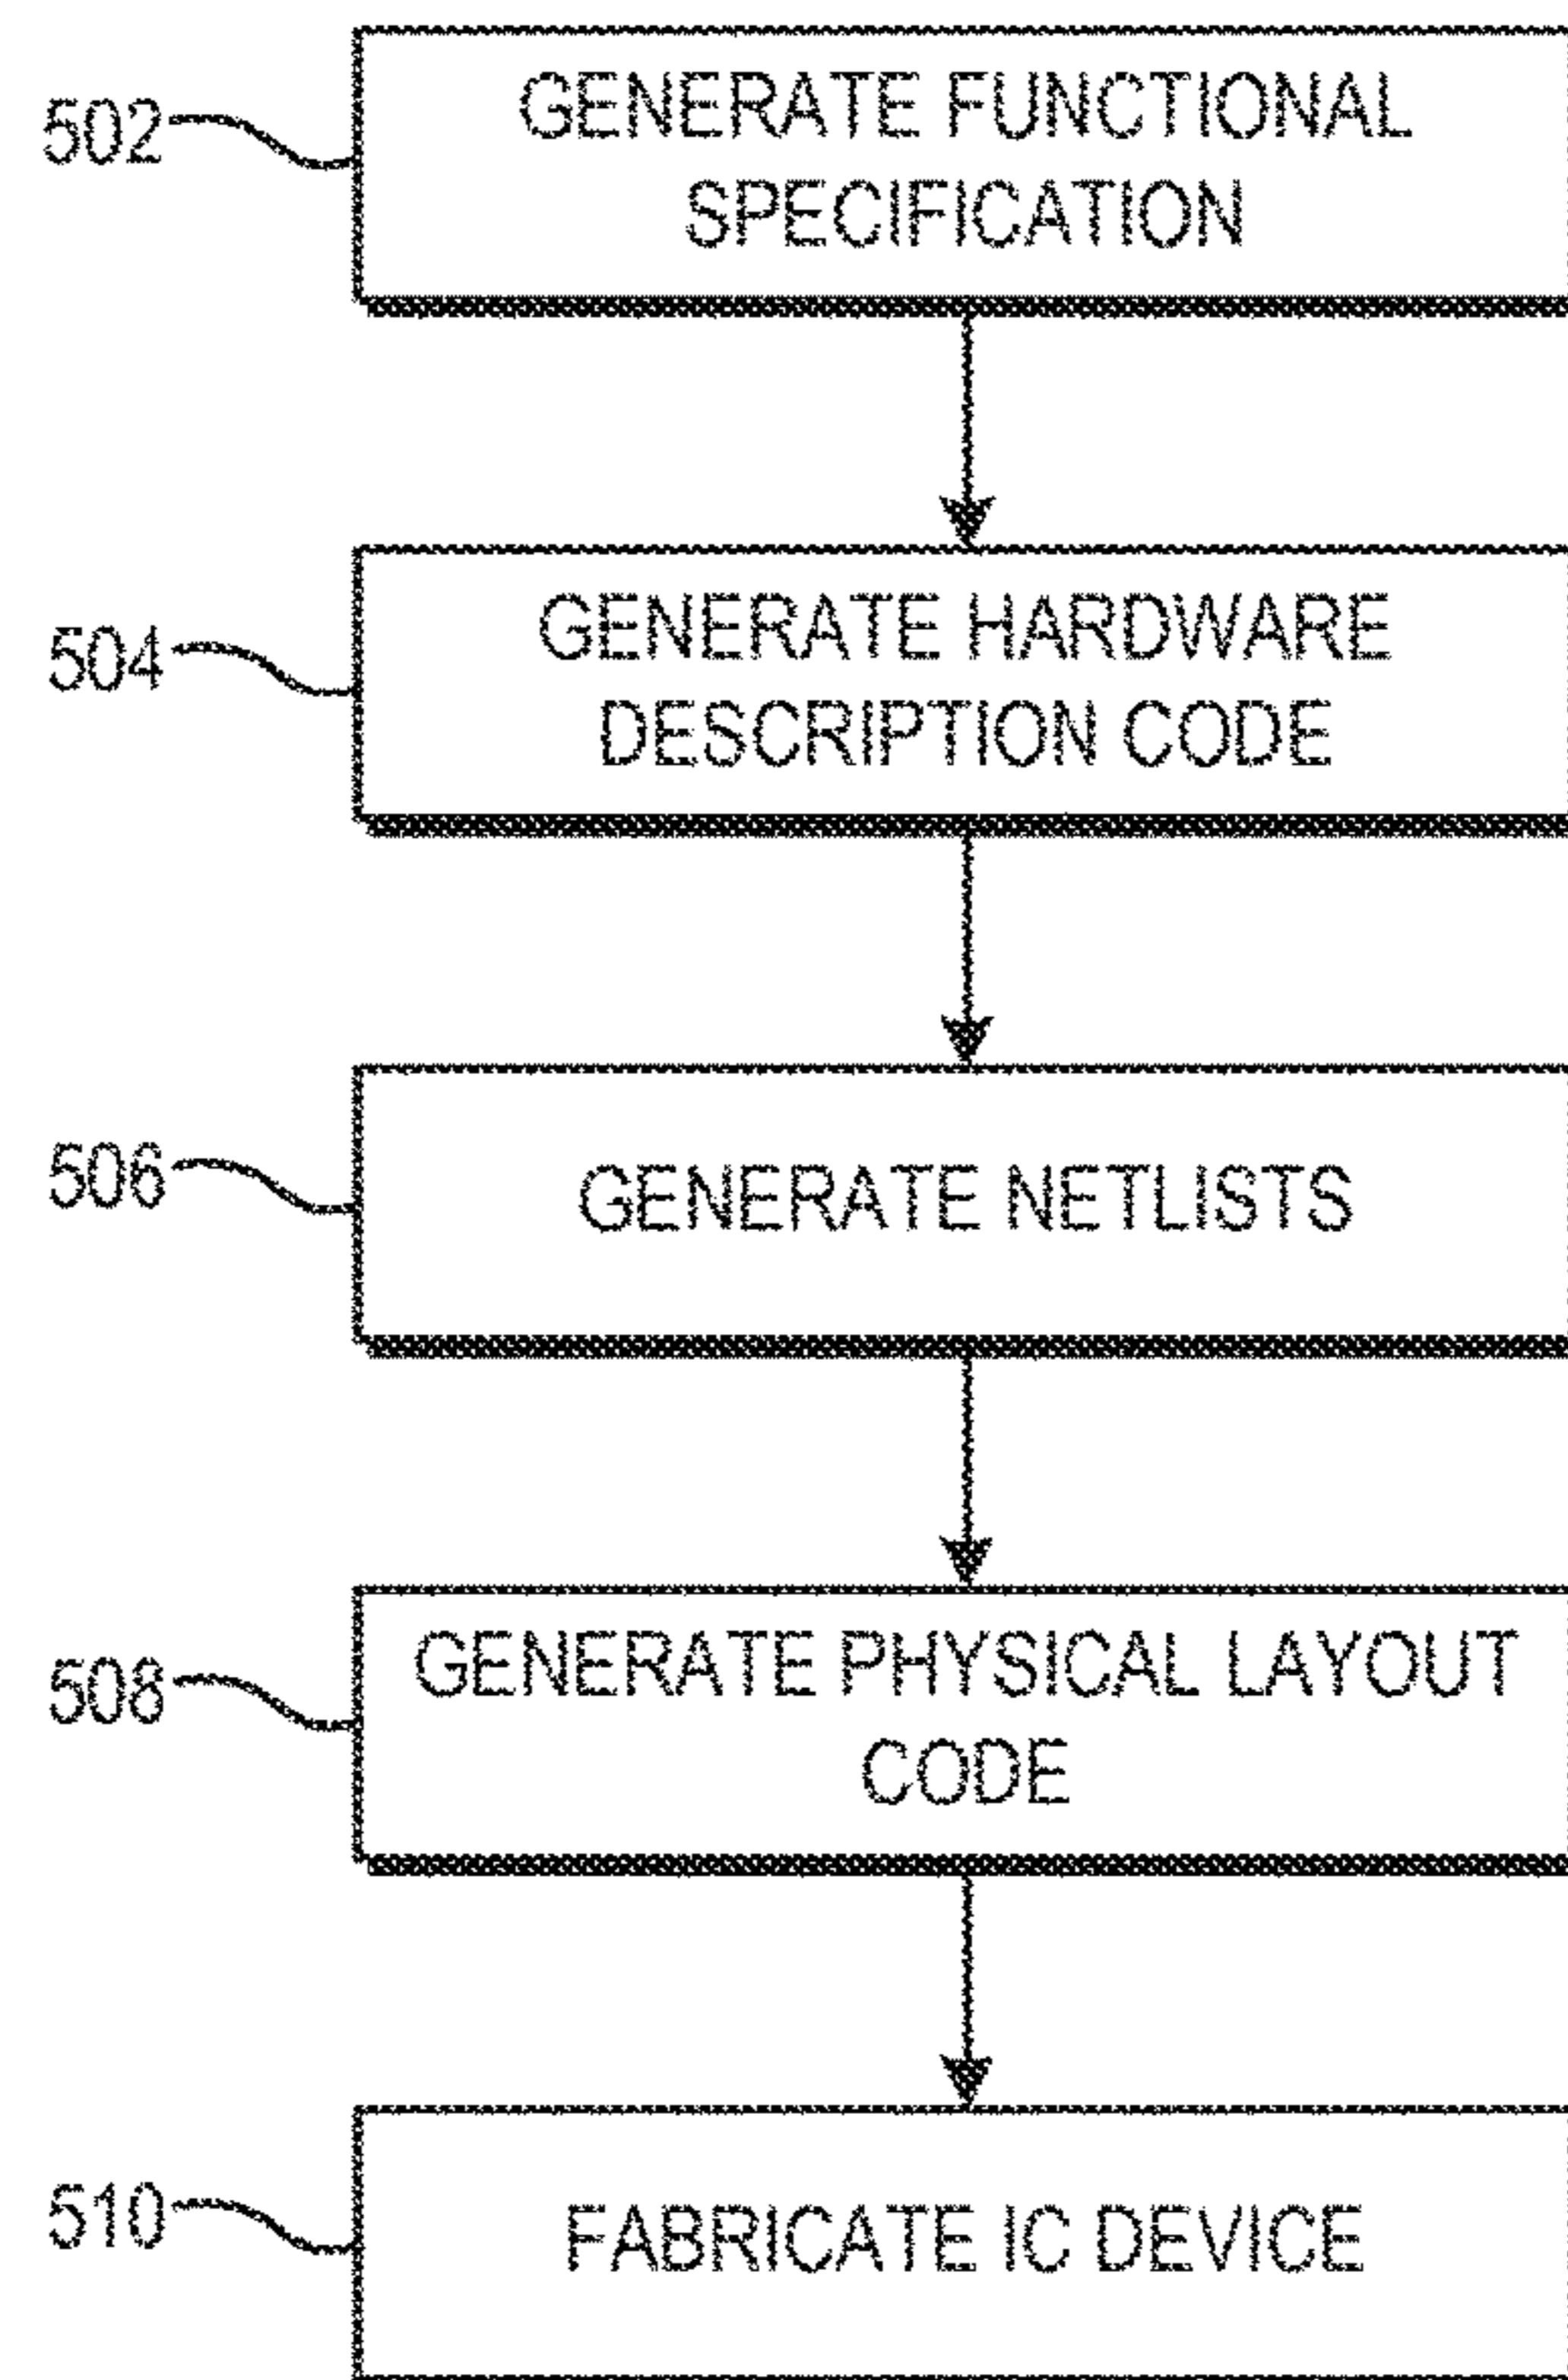 502
GENERATE FUNCTIONAL
SPECIFICATION
504
GENERATE HARDWARE
DESCRIPTION CODE
506
GENERATE NETLISTS
508
GENERATE PHYSICAL LAYOUT
CODE
510
FABRICATE IC DEVICE